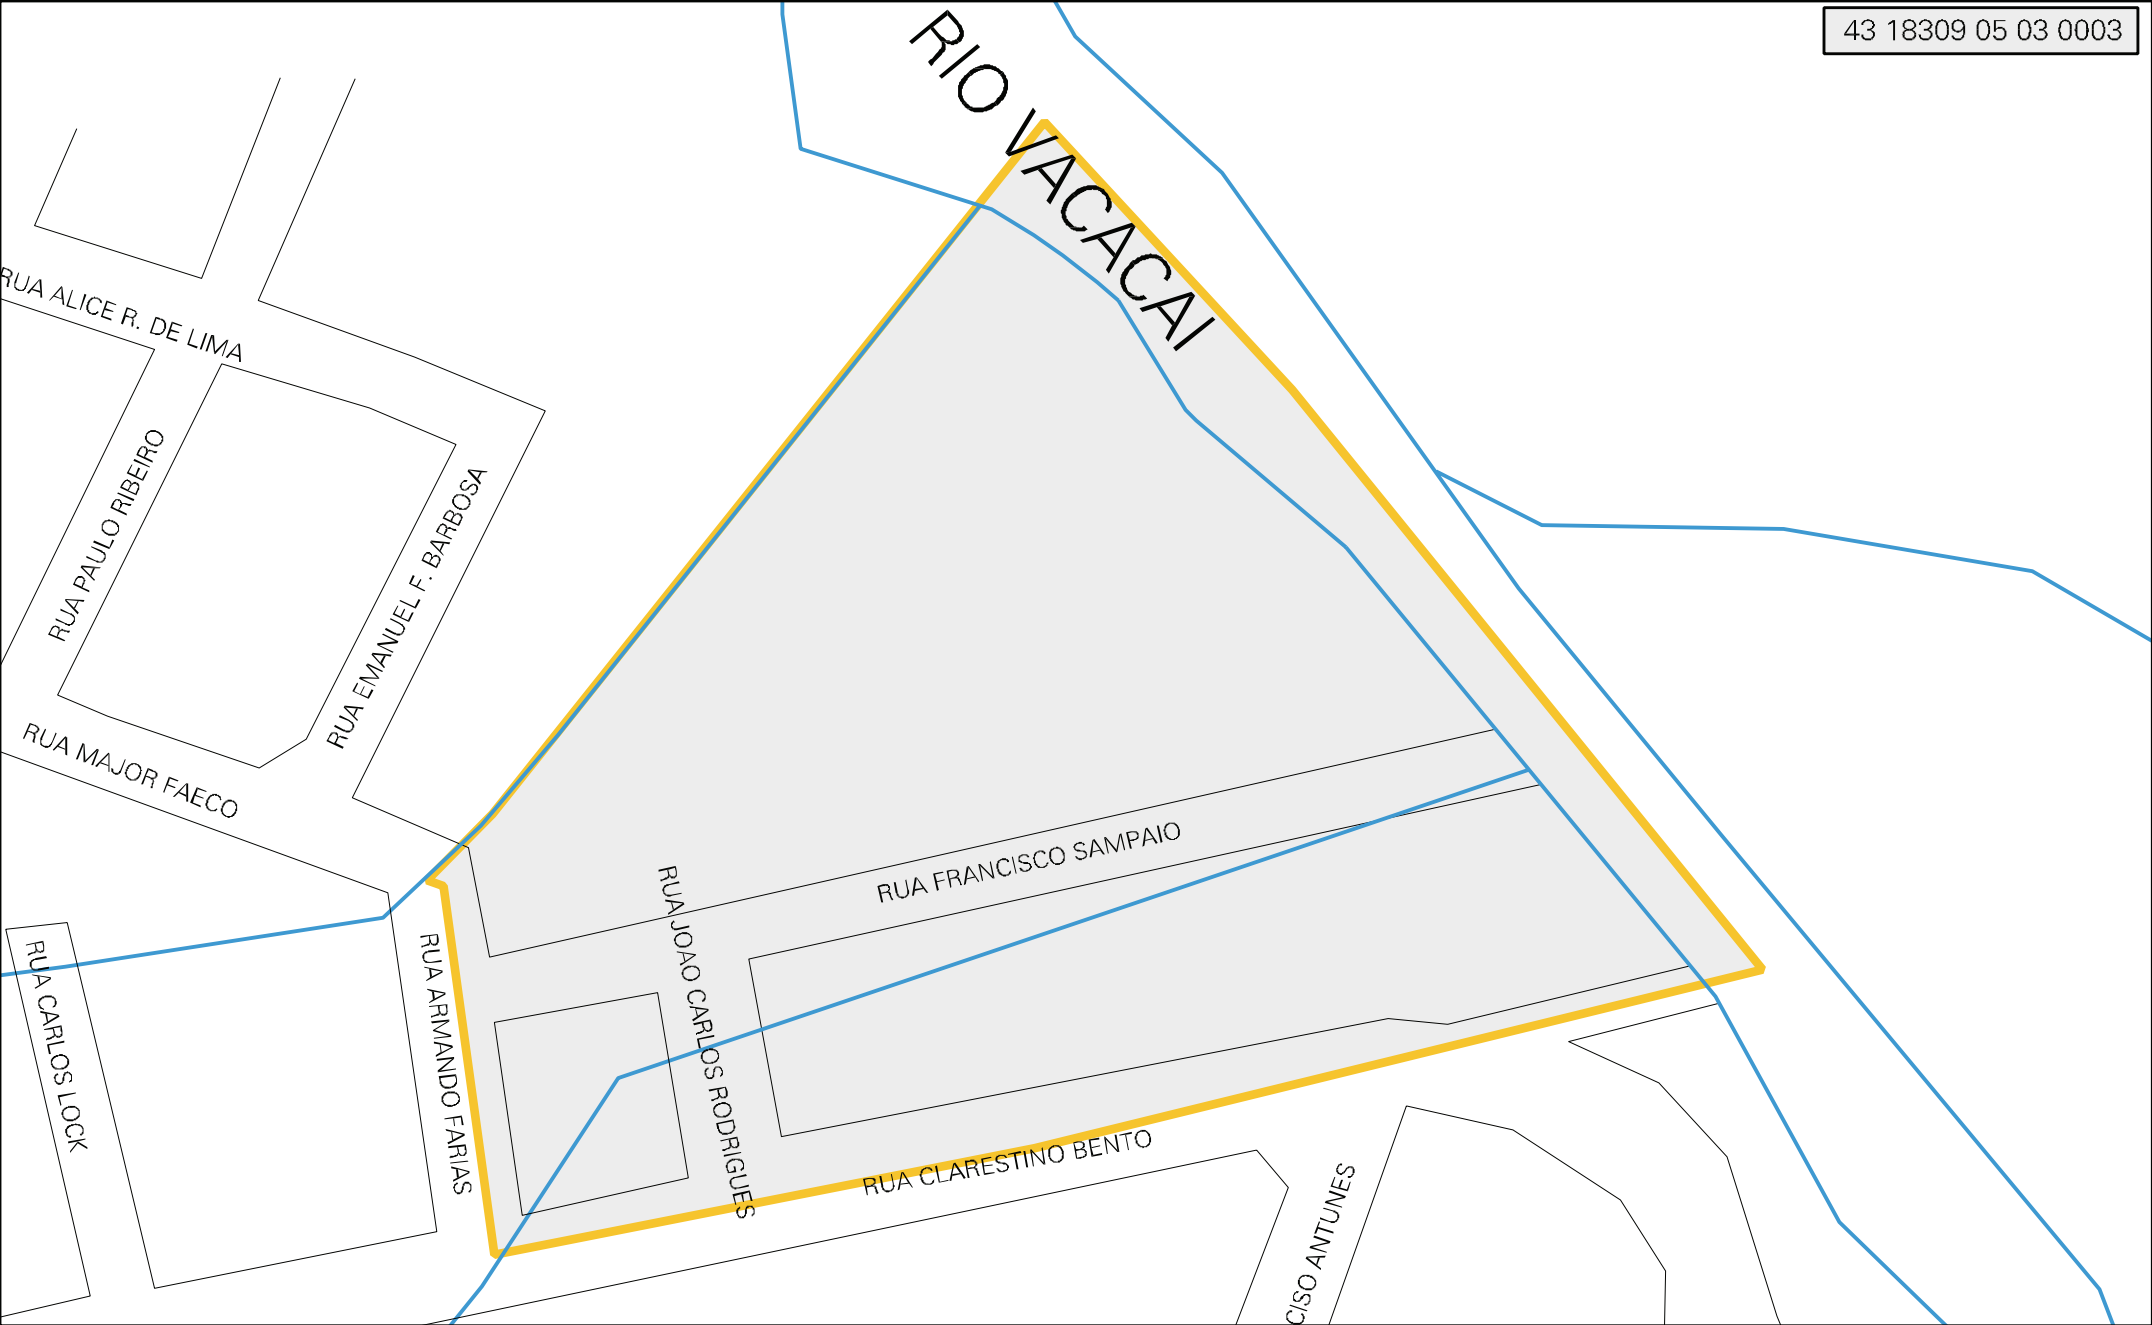 43 18309 05 03 0003
RIO VACACAI
RUA ALICE R. DE LIMA
RUA PAULO RIBEIRO
RUA EMANUEL F. BARBOSA
RUA MAJOR FAECO
RUA FRANCISCO SAMPAIO
RUA JOAO CARLOS RODRIGUES
RUA ARMANDO FARIAS
RUA CARLOS LOCK
RUA CLARESTINO BENTO
CISO ANTUNES